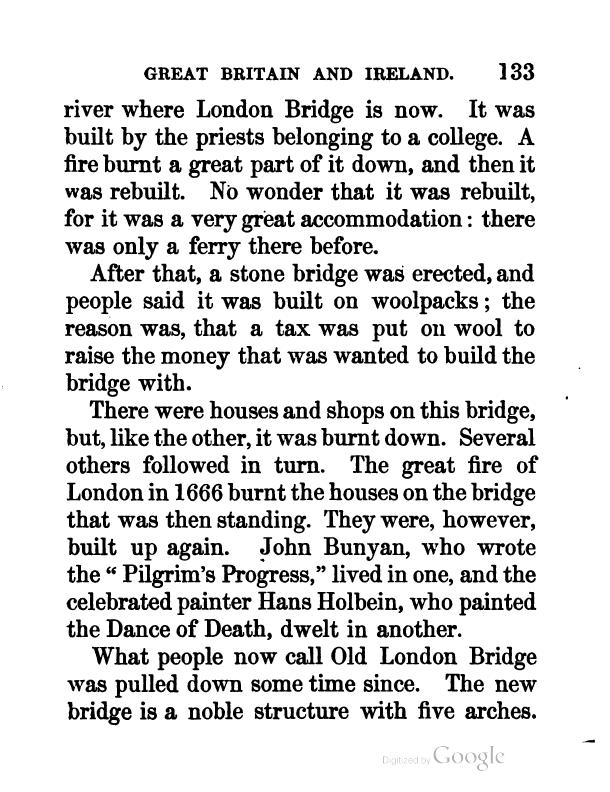 GREAT BRITAIN AND IRELAND. 133
river where London Bridge is now. It was
built by the priests belonging to a college. A
fire burnt a great part of it down, and then it
was rebuilt. No wonder that it was rebuilt,
for it was a very great accommodation: there
was only a ferry there before.
After that, a stone bridge was erected, and
people said it was built on woolpacks; the
reason was, that a tax was put on wool to
raise the money that was wanted to build the
bridge with.
There were houses and shops on this bridge,
but, like the other, it was burnt down. Several
others followed in turn. The great fire of
London in 1666 burnt the houses on the bridge
that was then standing. They were, however,
built up again. John Bunyan, who wrote
the “Pilgrim’s Progress,” lived in one, and the
celebrated painter Hans Holbein, who painted
the Dance of Death, dwelt in another.
What people now call Old London Bridge
was pulled down some time since. The new
bridge is a noble structure with five arches.
Digitized by Google